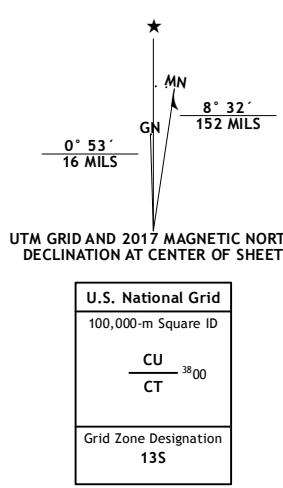 ★
MN
GN
8° 32´
152 MILS
0° 53´
16 MILS
UTM GRID AND 2017 MAGNETIC NORT
DECLINATION AT CENTER OF SHEET
U.S. National Grid
100,000-m Square ID
CU
3800
CT
Grid Zone Designation
13S